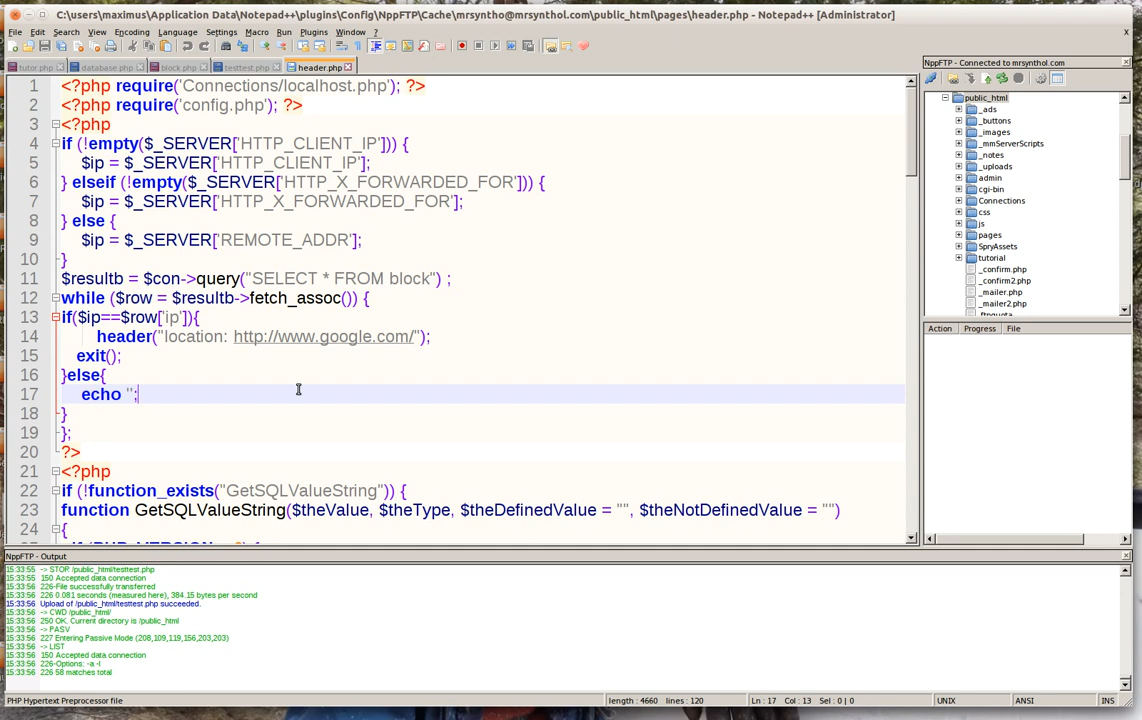 C:\users\maximus\Application Data\Notepad++\plugins\Config\NppFTP\Cache\mrsyntho@mrsynthol.com\public_html\pages\header.php - Notepad++ [Administrator]
File Edit Search View Encoding Language Settings Macro Run Plugins Window ? X
tutor.php database.php block.php testtest.php header.php
1 <?php require('Connections/localhost.php'); ?>
2 <?php require('config.php'); ?>
3 <?php
4 if (!empty($_SERVER['HTTP_CLIENT_IP'])) {
5 $ip = $_SERVER['HTTP_CLIENT_IP'];
6 } elseif (!empty($_SERVER['HTTP_X_FORWARDED_FOR'])) {
7 $ip = $_SERVER['HTTP_X_FORWARDED_FOR'];
8 } else {
9 $ip = $_SERVER['REMOTE_ADDR'];
10 }
11 $resultb = $con->query("SELECT * FROM block") ;
12 while ($row = $resultb->fetch_assoc()) {
13 if($ip==$row['ip']){
14 header("location: http://www.google.com/");
15 exit();
16 }else{
17 echo '';
18 }
19 };
20 ?>
21 <?php
22 if (!function_exists("GetSQLValueString")) {
23 function GetSQLValueString($theValue, $theType, $theDefinedValue = "", $theNotDefinedValue = "")
24 {
NppFTP - Connected to mrsynthol.com
public_html
_ads
_buttons
_images
_mmServerScripts
_notes
_uploads
admin
cgi-bin
Connections
css
js
pages
SpryAssets
tutorial
_confirm.php
_confirm2.php
_mailer.php
_mailer2.php
Action Progress File
NppFTP - Output
15:33:55 -> STOR /public_html/testtest.php
15:33:55 150 Accepted data connection
15:33:56 226-File successfully transferred
15:33:56 226 0.081 seconds (measured here), 384.15 bytes per second
15:33:56 Upload of /public_html/testtest.php succeeded.
15:33:56 -> CWD /public_html/
15:33:56 250 OK. Current directory is /public_html
15:33:56 -> PASV
15:33:56 227 Entering Passive Mode (208,109,119,156,203,203)
15:33:56 -> LIST
15:33:56 150 Accepted data connection
15:33:56 226-Options: -a -l
15:33:56 226 58 matches total
PHP Hypertext Preprocessor file length : 4660 lines : 120 Ln : 17 Col : 13 Sel : 0 | 0 UNIX ANSI INS